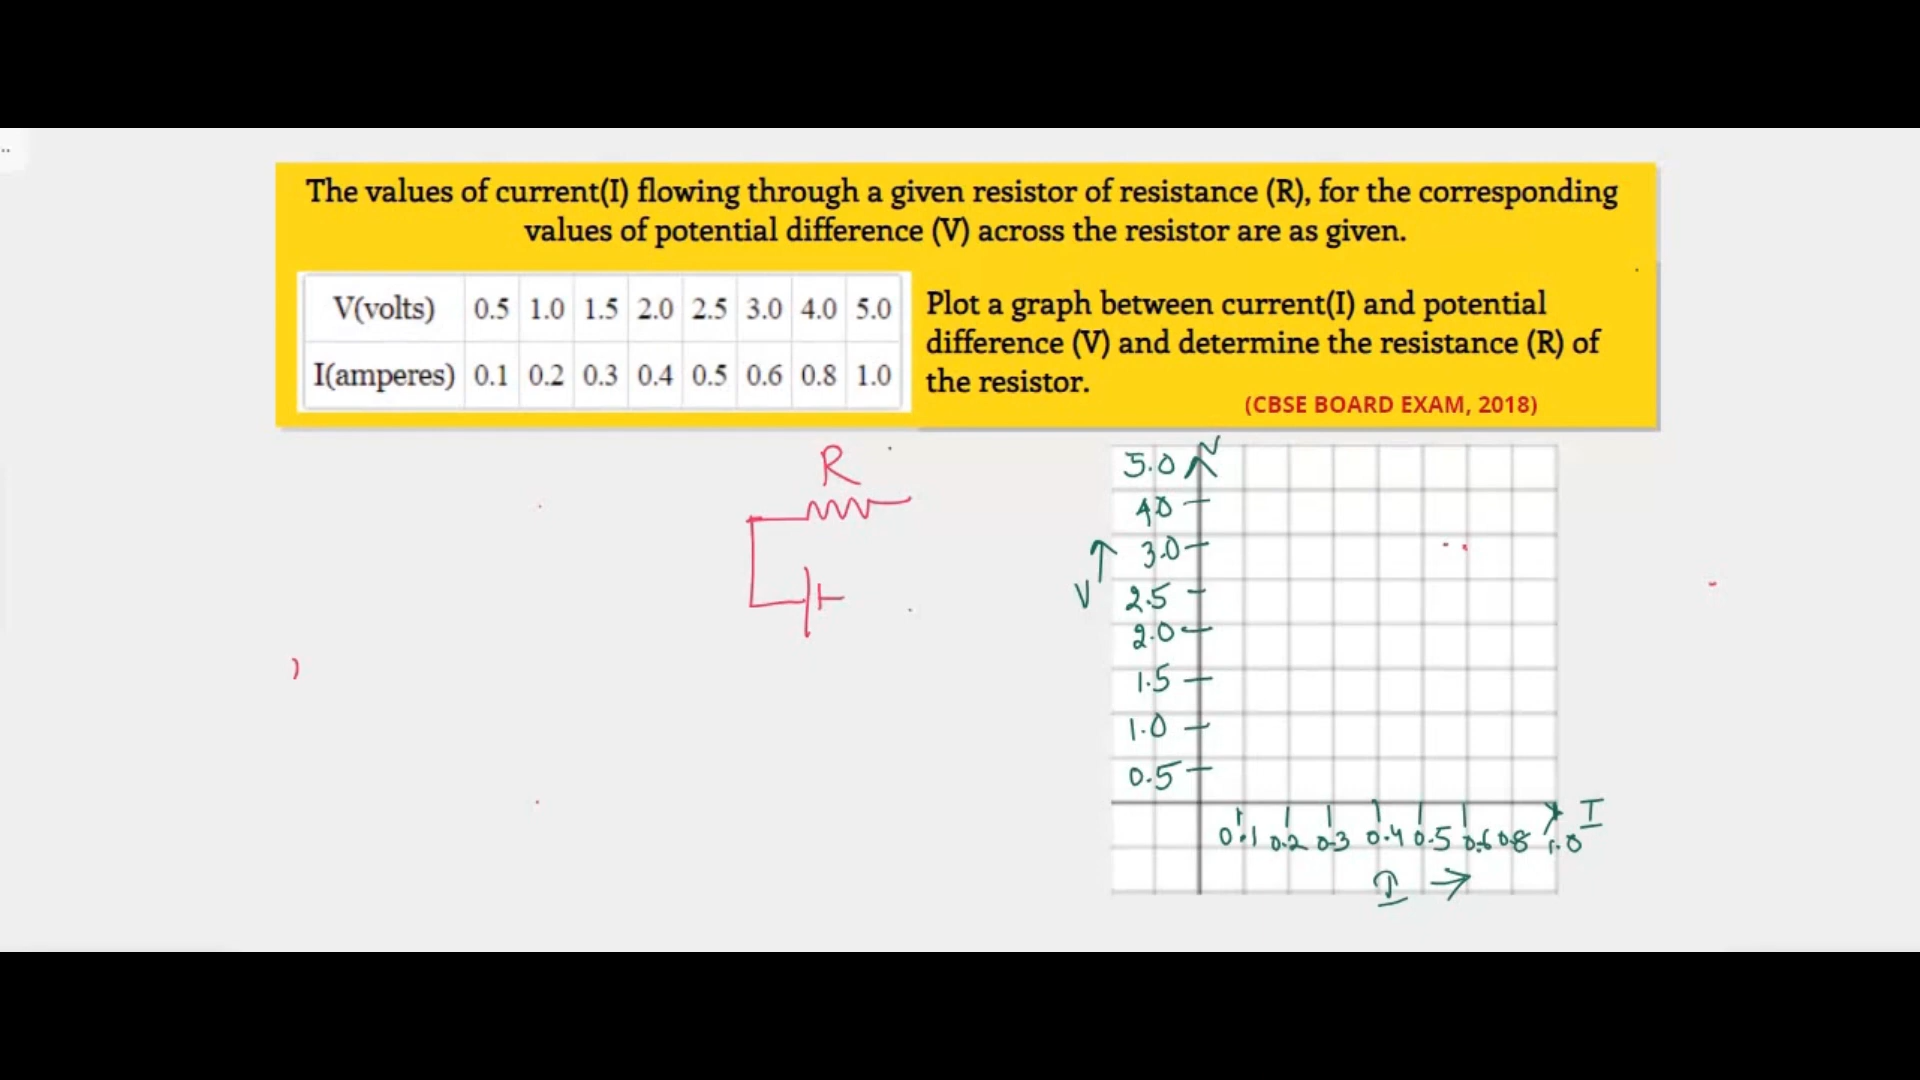 ..
The values of current(I) flowing through a given resistor of resistance (R), for the corresponding
values of potential difference (V) across the resistor are as given.
V(volts) 0.5 1.0 1.5 2.0 2.5 3.0 4.0 5.0
I(amperes) 0.1 0.2 0.3 0.4 0.5 0.6 0.8 1.0
Plot a graph between current(I) and potential
difference (V) and determine the resistance (R) of
the resistor.
(CBSE BOARD EXAM, 2018)
R
V
5.0
40
3.0
V
2.5
2.0
1.5
1.0
0.5
0.1 0.2 0.3 0.4 0.5 0.6 0.8 1.0 I
I